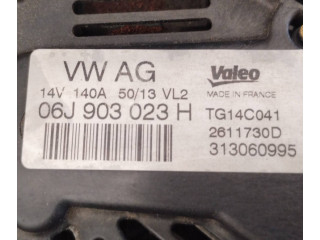 VW AG
Valeo
14V 140A 50/13 VL2
MADE IN FRANCE
06J 903 023 H
TG14C041
2611730D
313060995